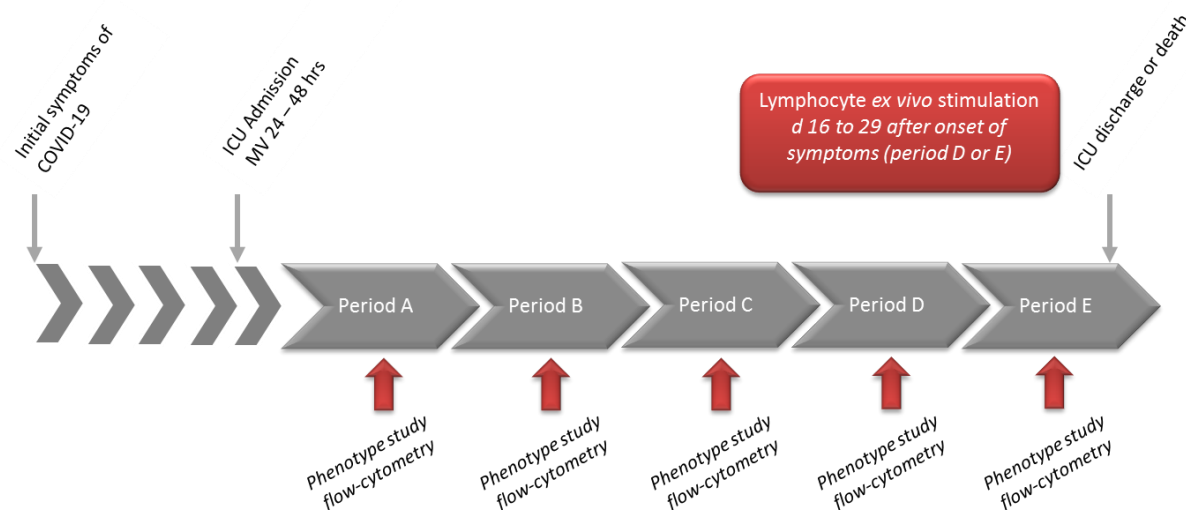 Initial symptoms of
COVID-19
ICU Admission
MV 24 – 48 hrs
Lymphocyte ex vivo stimulation
d 16 to 29 after onset of
symptoms (period D or E)
ICU discharge or death
Period A
Period B
Period C
Period D
Period E
Phenotype study
flow-cytometry
Phenotype study
flow-cytometry
Phenotype study
flow-cytometry
Phenotype study
flow-cytometry
Phenotype study
flow-cytometry